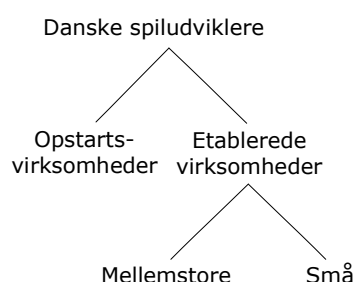 Danske spiludviklere
Opstarts-
virksomheder
Etablerede
virksomheder
Mellemstore
Små